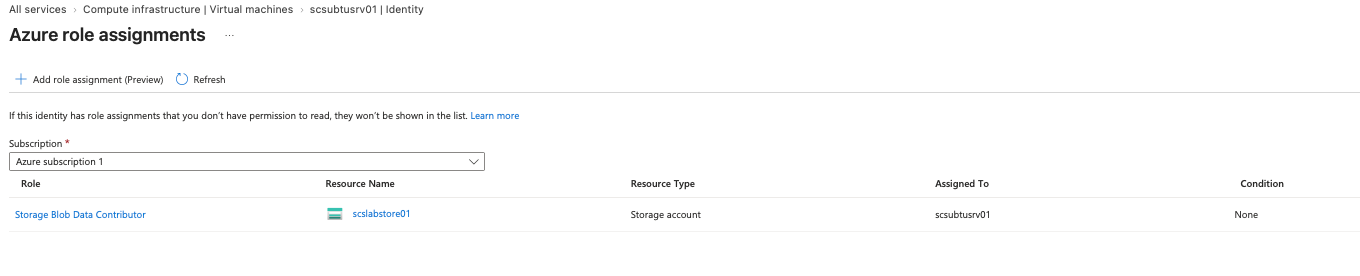 All services > Compute infrastructure | Virtual machines > scsubtusrv01 | Identity
Azure role assignments ...
Add role assignment (Preview) Refresh
If this identity has role assignments that you don't have permission to read, they won't be shown in the list. Learn more
Subscription *
Azure subscription 1
Role Resource Name Resource Type Assigned To Condition
Storage Blob Data Contributor scslabstore01 Storage account scsubtusrv01 None